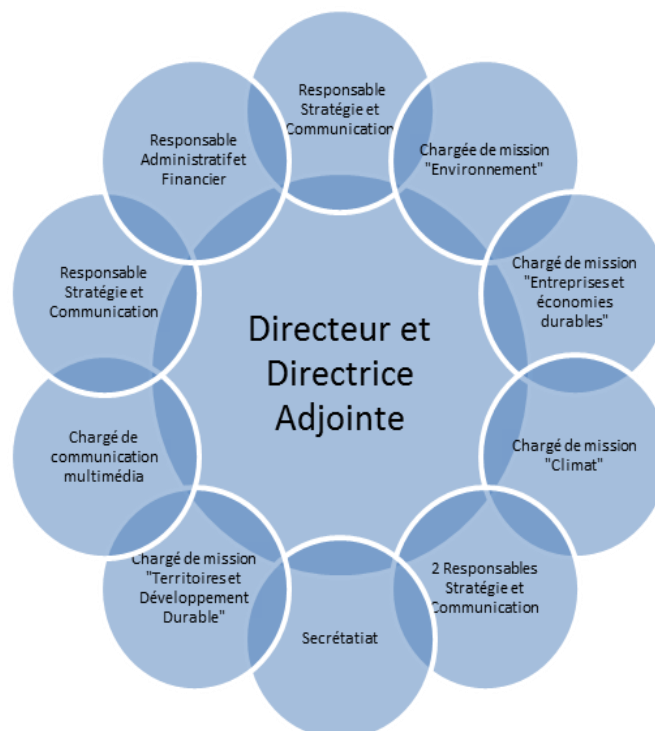 Responsable
Stratégie et
Communication
Chargée de mission
"Environnement"
Chargé de mission
"Entreprises et
économies
durables"
Chargé de mission
"Climat"
2 Responsables
Stratégie et
Communication
Secrétatiat
Chargé de mission
"Territoires et
Développement
Durable"
Chargé de
communication
multimédia
Responsable
Stratégie et
Communication
Responsable
Administratif et
Financier
Directeur et
Directrice
Adjointe